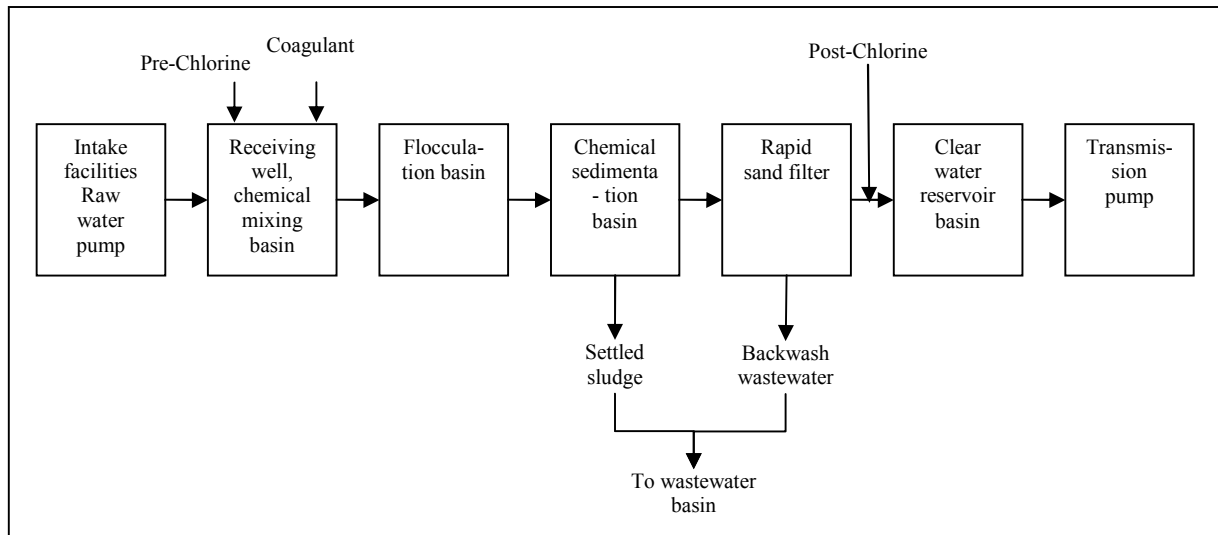 Coagulant
Pre-Chlorine
Post-Chlorine
Intake
facilities
Raw
water
pump
Receiving
well,
chemical
mixing
basin
Floccula-
tion basin
Chemical
sedimenta
- tion
basin
Rapid
sand filter
Clear
water
reservoir
basin
Transmis-
sion
pump
Settled
sludge
Backwash
wastewater
To wastewater
basin